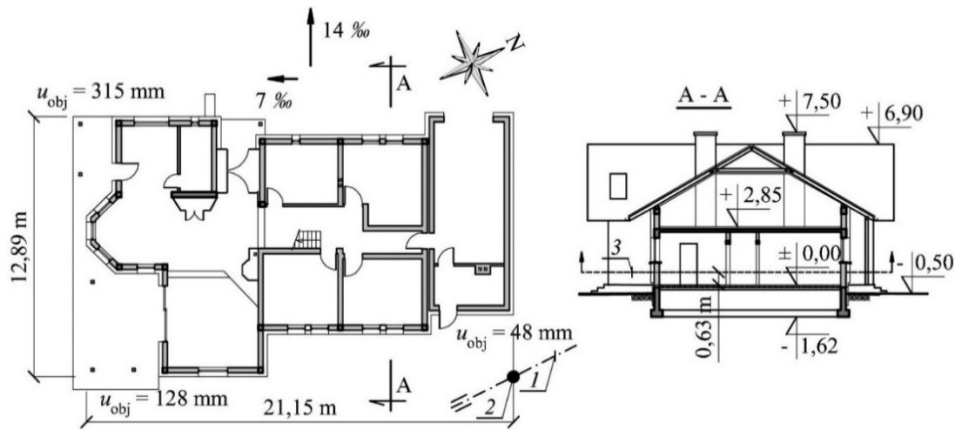 14 ‰
A
N
u_obj = 315 mm
7 ‰
A - A
+ 7,50
+ 6,90
+ 2,85
12,89 m
3
± 0,00
- 0,50
0,63 m
u_obj = 48 mm
- 1,62
A
1
u_obj = 128 mm
21,15 m
2